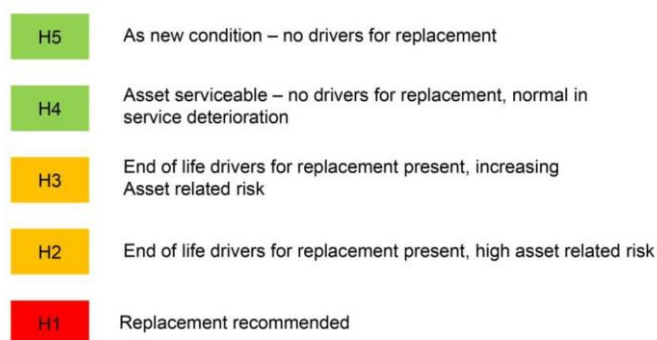 H5 As new condition – no drivers for replacement
H4 Asset serviceable – no drivers for replacement, normal in
service deterioration
H3 End of life drivers for replacement present, increasing
Asset related risk
H2 End of life drivers for replacement present, high asset related risk
H1 Replacement recommended